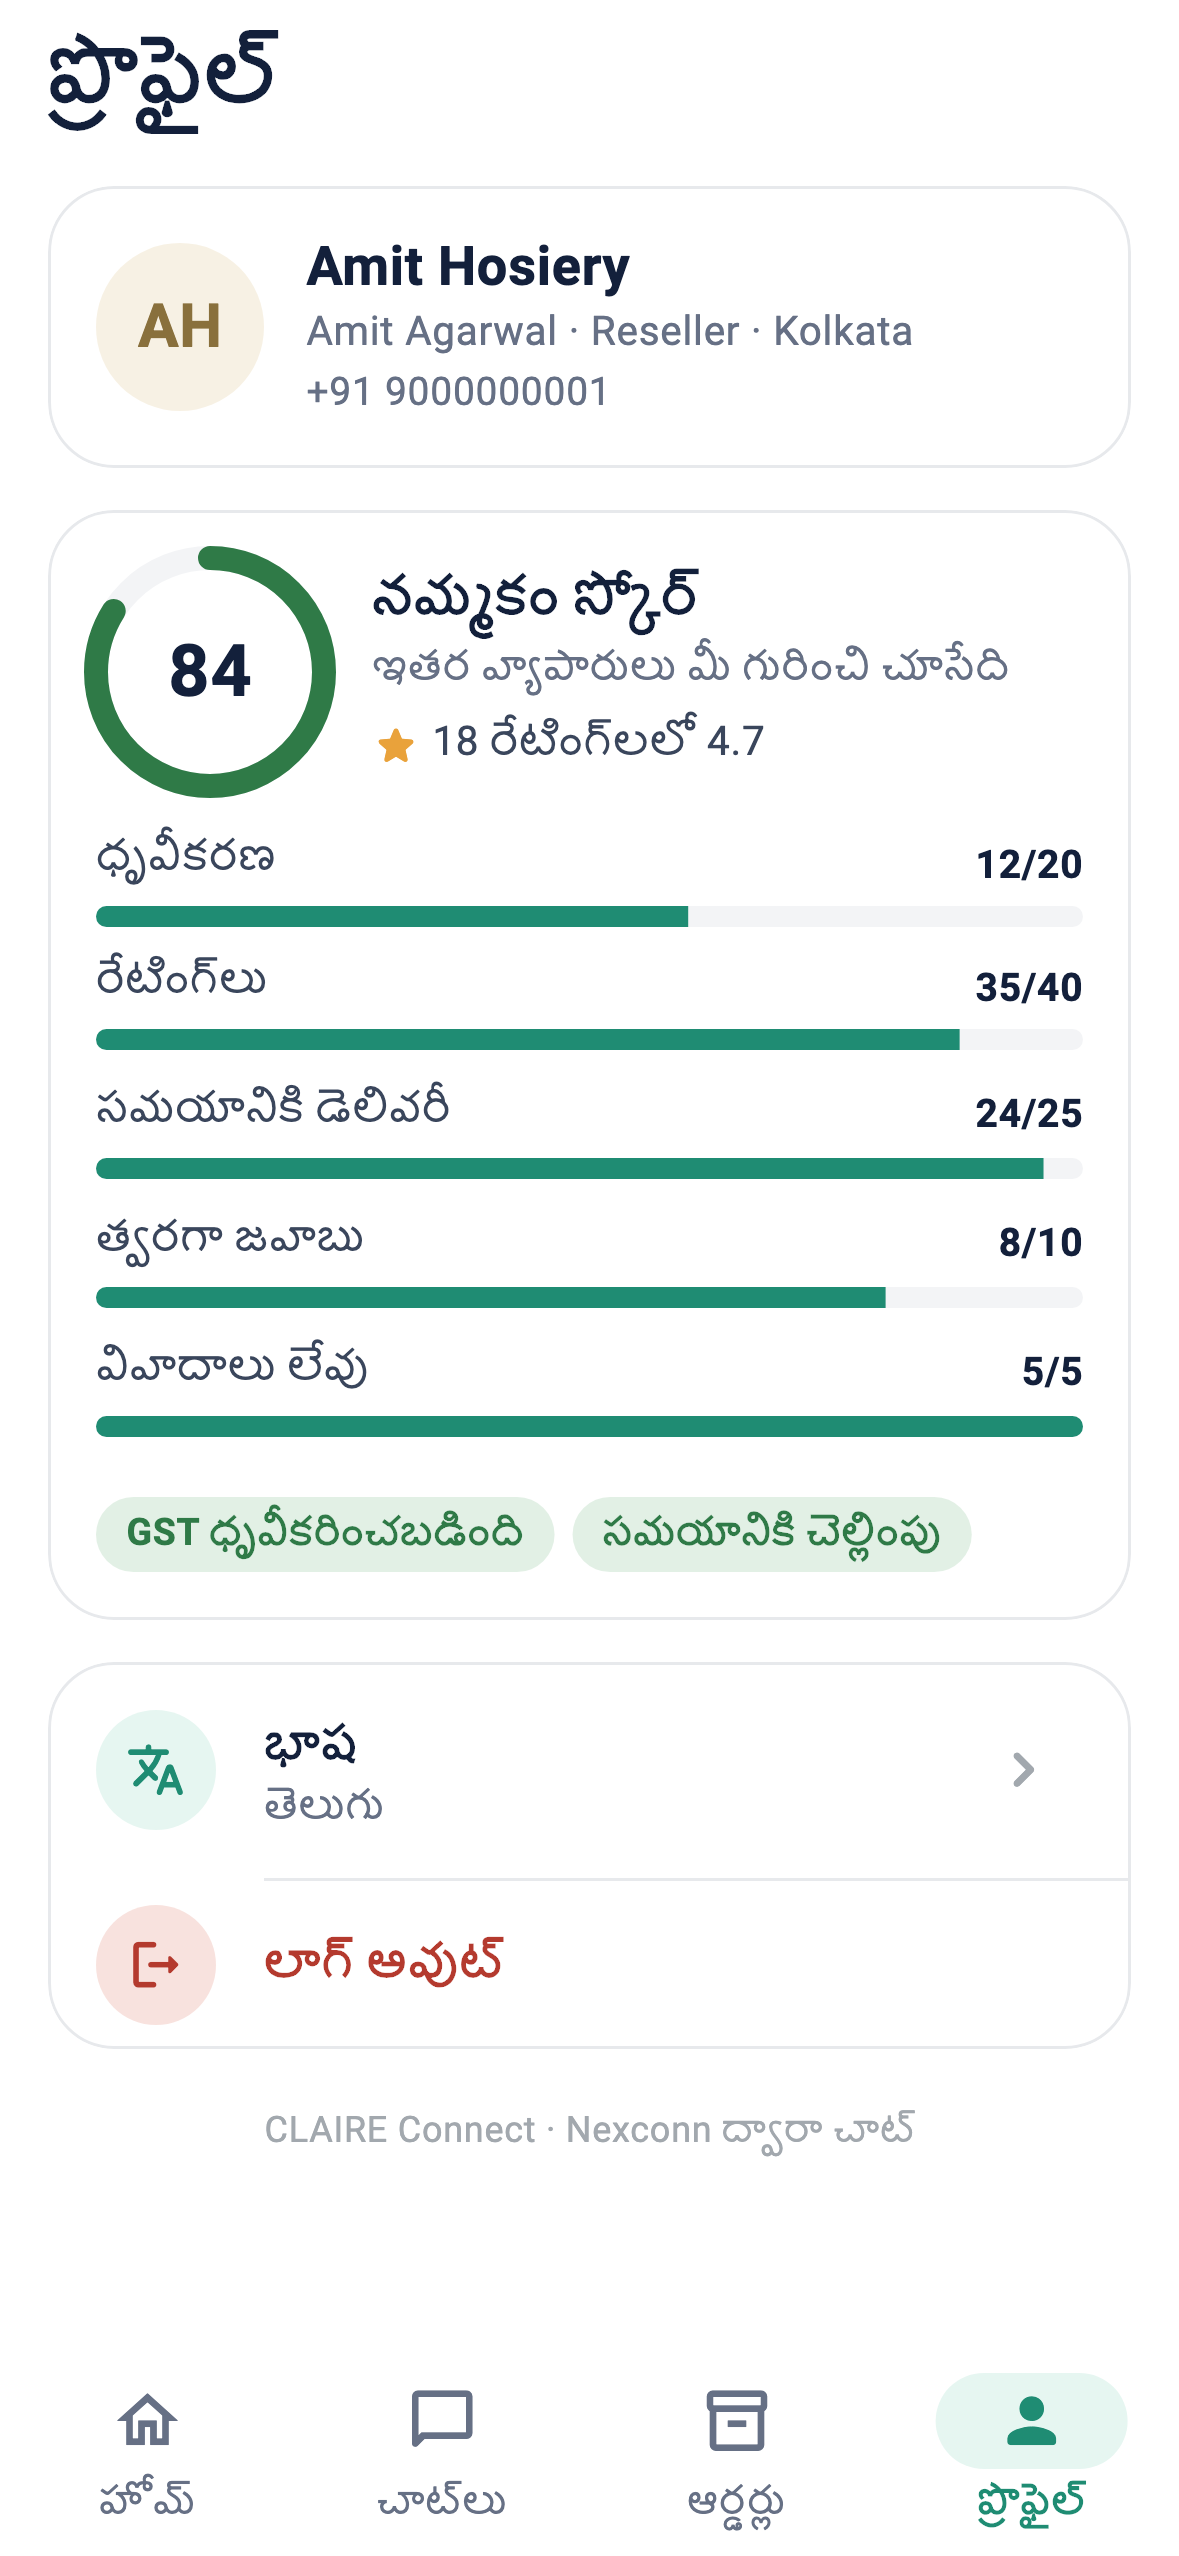 ప్రొఫైల్
AH
Amit Hosiery
Amit Agarwal · Reseller · Kolkata
+91 9000000001
84
నమ్మకం స్కోర్
ఇతర వ్యాపారులు మీ గురించి చూసేది
18 రేటింగ్‌లలో 4.7
ధృవీకరణ 12/20
రేటింగ్‌లు 35/40
సమయానికి డెలివరీ 24/25
త్వరగా జవాబు 8/10
వివాదాలు లేవు 5/5
GST ధృవీకరించబడింది సమయానికి చెల్లింపు
భాష
తెలుగు
లాగ్ ఆవుట్
CLAIRE Connect · Nexconn ద్వారా చాట్
హోమ్ చాట్‌లు ఆర్డర్లు ప్రొఫైల్